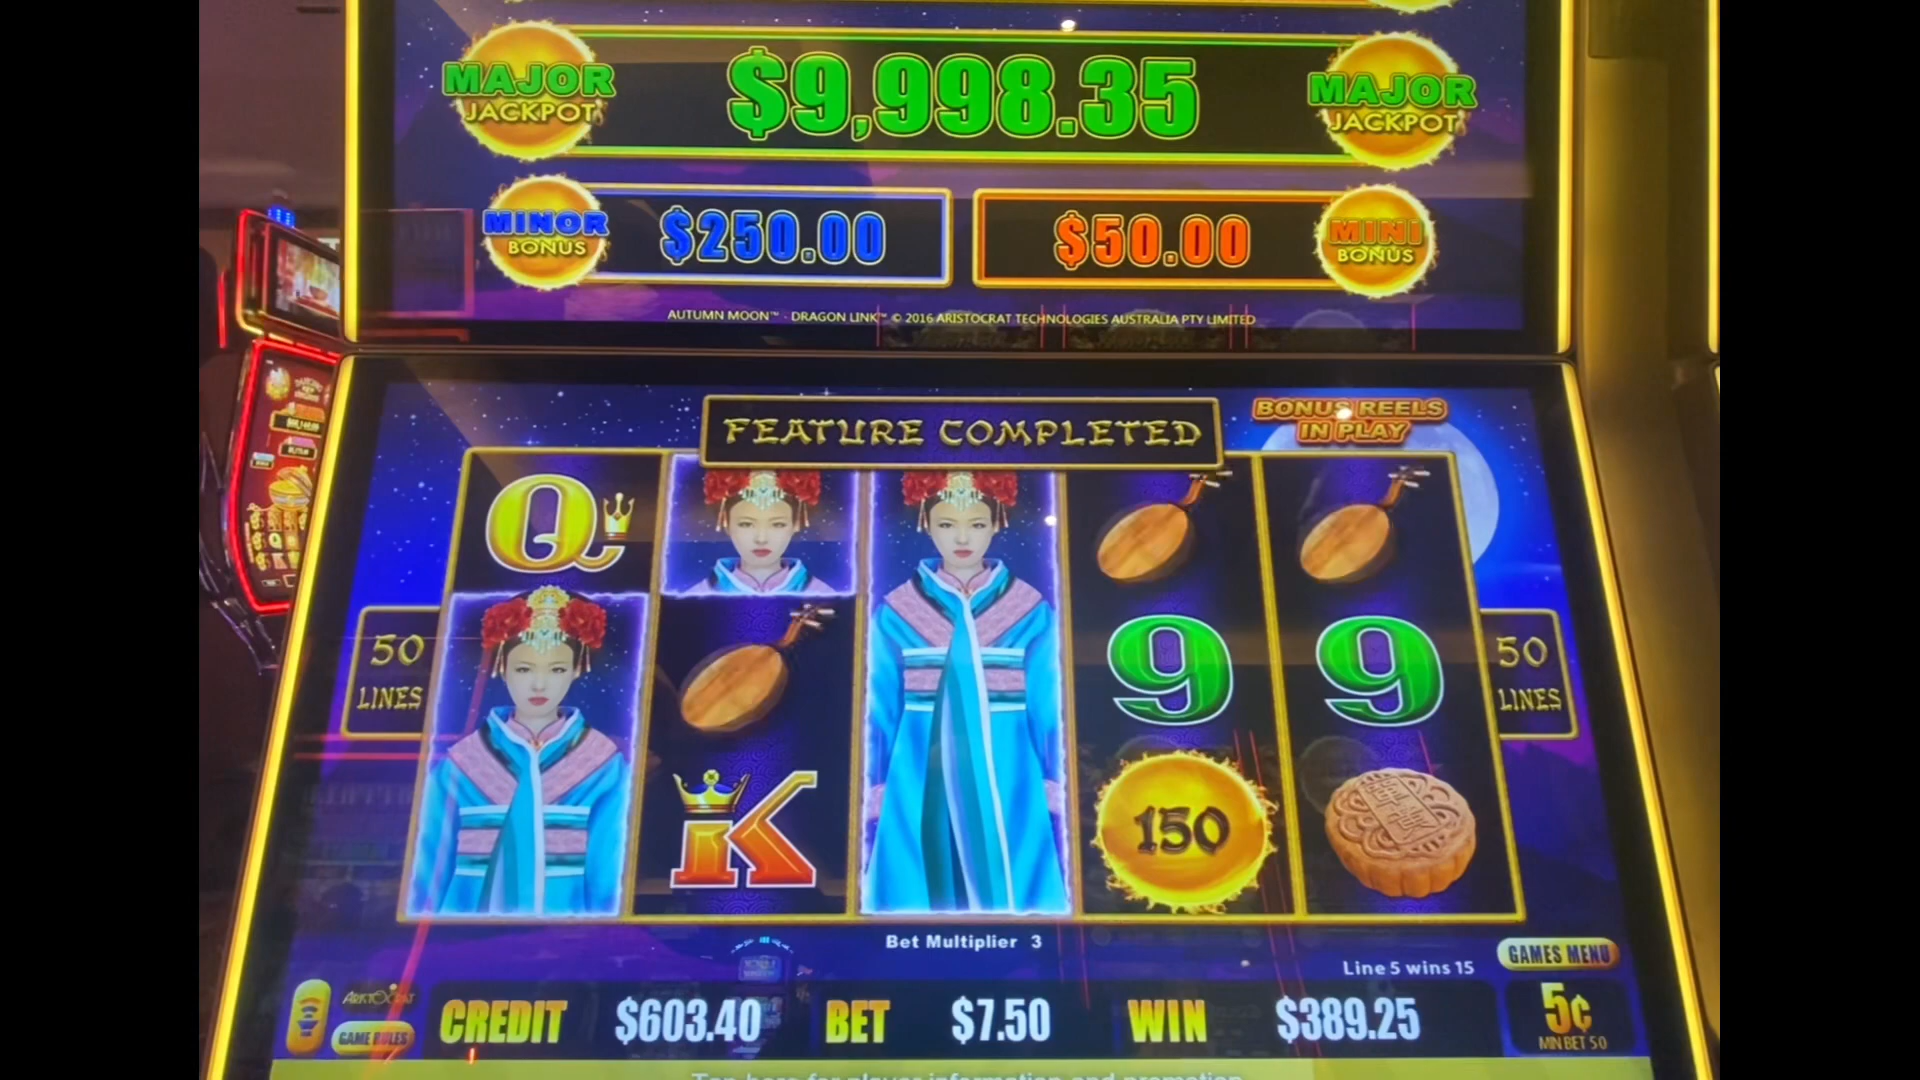 MAJOR
JACKPOT
$9,998.35
MAJOR
JACKPOT
MINOR
BONUS
$250.00
$50.00
MINI
BONUS
AUTUMN MOON™ · DRAGON LINK™ © 2016 ARISTOCRAT TECHNOLOGIES AUSTRALIA PTY LIMITED
FEATURE COMPLETED
BONUS REELS
IN PLAY
Q
50
LINES
50
LINES
9
9
K
150
Bet Multiplier 3
Line 5 wins 15
GAMES MENU
ARISTOCRAT
GAME RULES
CREDIT $603.40 BET $7.50 WIN $389.25
5¢
MIN BET 50